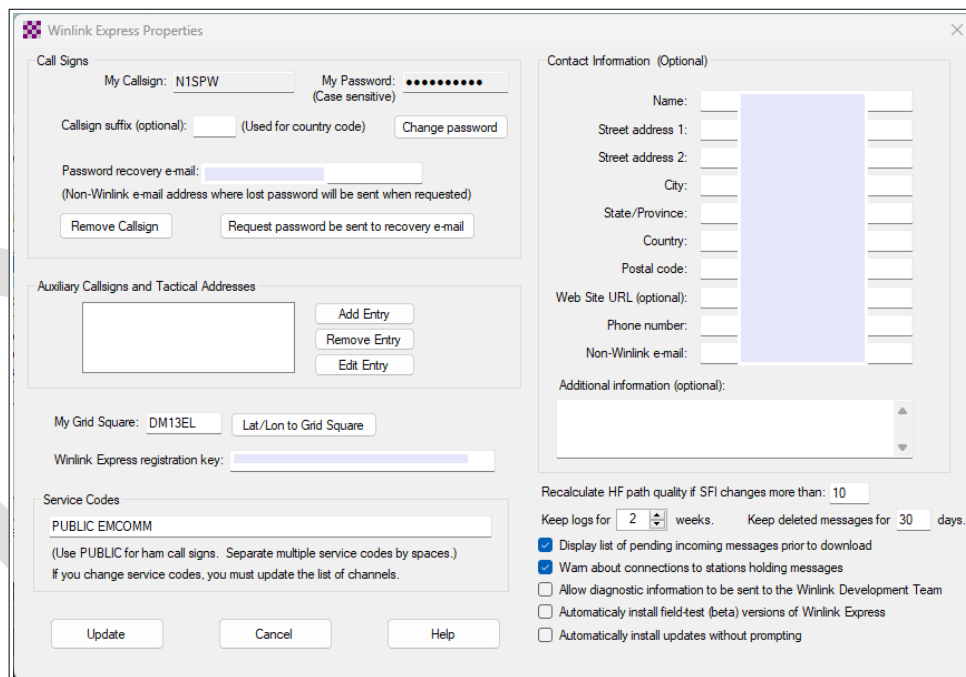 Winlink Express Properties
Call Signs
My Callsign: N1SPW
My Password: ●●●●●●●●●●
(Case sensitive)
Callsign suffix (optional):
(Used for country code)
Change password
Password recovery e-mail:
(Non-Winlink e-mail address where lost password will be sent when requested)
Remove Callsign
Request password be sent to recovery e-mail
Auxiliary Callsigns and Tactical Addresses
Add Entry
Remove Entry
Edit Entry
My Grid Square: DM13EL
Lat/Lon to Grid Square
Winlink Express registration key:
Service Codes
PUBLIC EMCOMM
(Use PUBLIC for ham call signs. Separate multiple service codes by spaces.)
If you change service codes, you must update the list of channels.
Update
Cancel
Help
Contact Information (Optional)
Name:
Street address 1:
Street address 2:
City:
State/Province:
Country:
Postal code:
Web Site URL (optional):
Phone number:
Non-Winlink e-mail:
Additional information (optional):
Recalculate HF path quality if SFI changes more than: 10
Keep logs for 2 weeks. Keep deleted messages for 30 days.
Display list of pending incoming messages prior to download
Warn about connections to stations holding messages
Allow diagnostic information to be sent to the Winlink Development Team
Automaticaly install field-test (beta) versions of Winlink Express
Automatically install updates without prompting